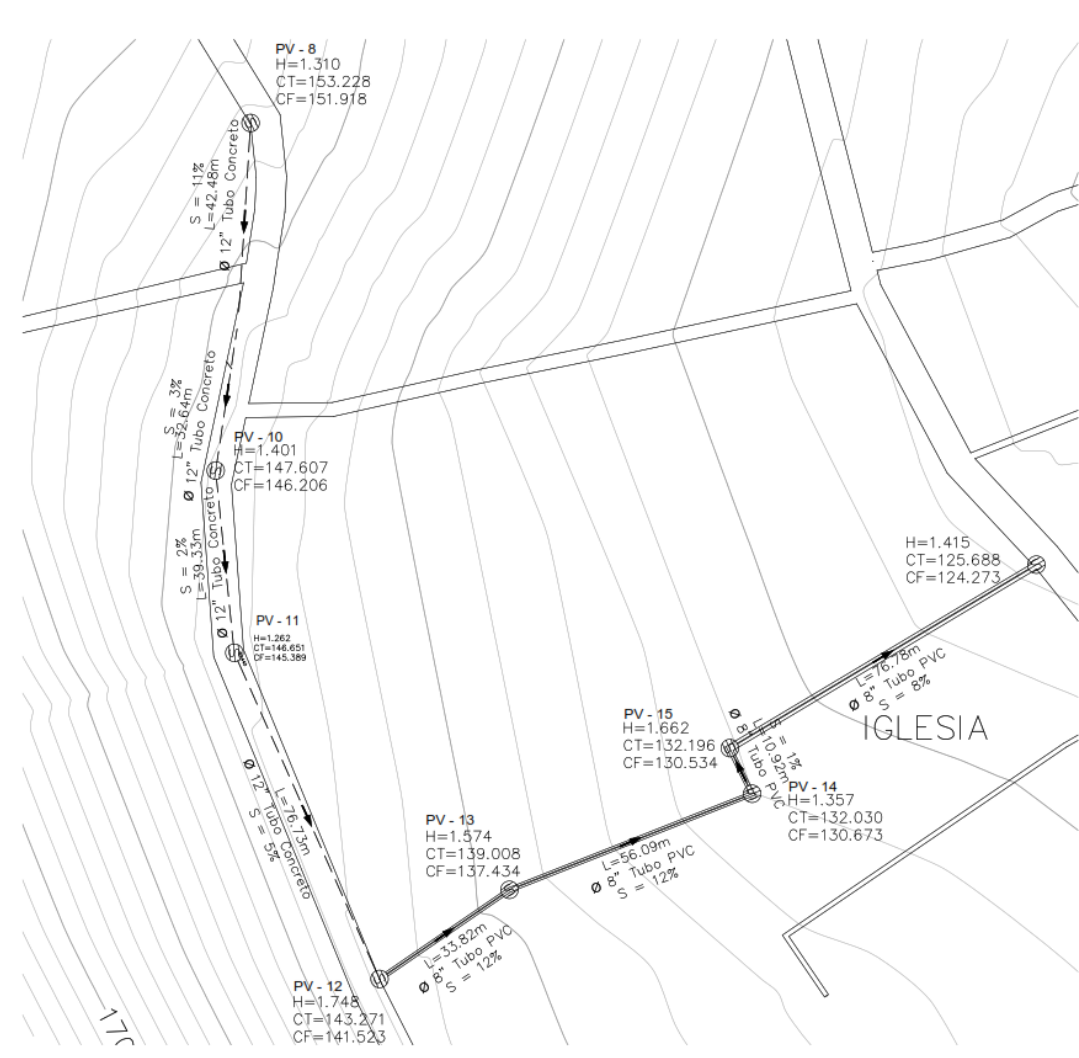 PV - 8
H=1.310
CT=153.228
CF=151.918
S = 11%
L=42.48m
Ø 12" Tubo Concreto
S = 3%
L=32.64m
Ø 12" Tubo Concreto
PV - 10
H=1.401
CT=147.607
CF=146.206
S = 2%
L=39.33m
Ø 12" Tubo Concreto
PV - 11
H=1.262
CT=146.651
CF=145.389
L=76.73m
Ø 12" Tubo Concreto
S = 5%
PV - 12
H=1.748
CT=143.271
CF=141.523
L=33.82m
Ø 8" Tubo PVC
S = 12%
PV - 13
H=1.574
CT=139.008
CF=137.434
L=56.09m
Ø 8" Tubo PVC
S = 12%
PV - 14
H=1.357
CT=132.030
CF=130.673
S = 1%
L=10.92m
Ø 8" Tubo PVC
PV - 15
H=1.662
CT=132.196
CF=130.534
L=76.78m
Ø 8" Tubo PVC
S = 8%
H=1.415
CT=125.688
CF=124.273
IGLESIA